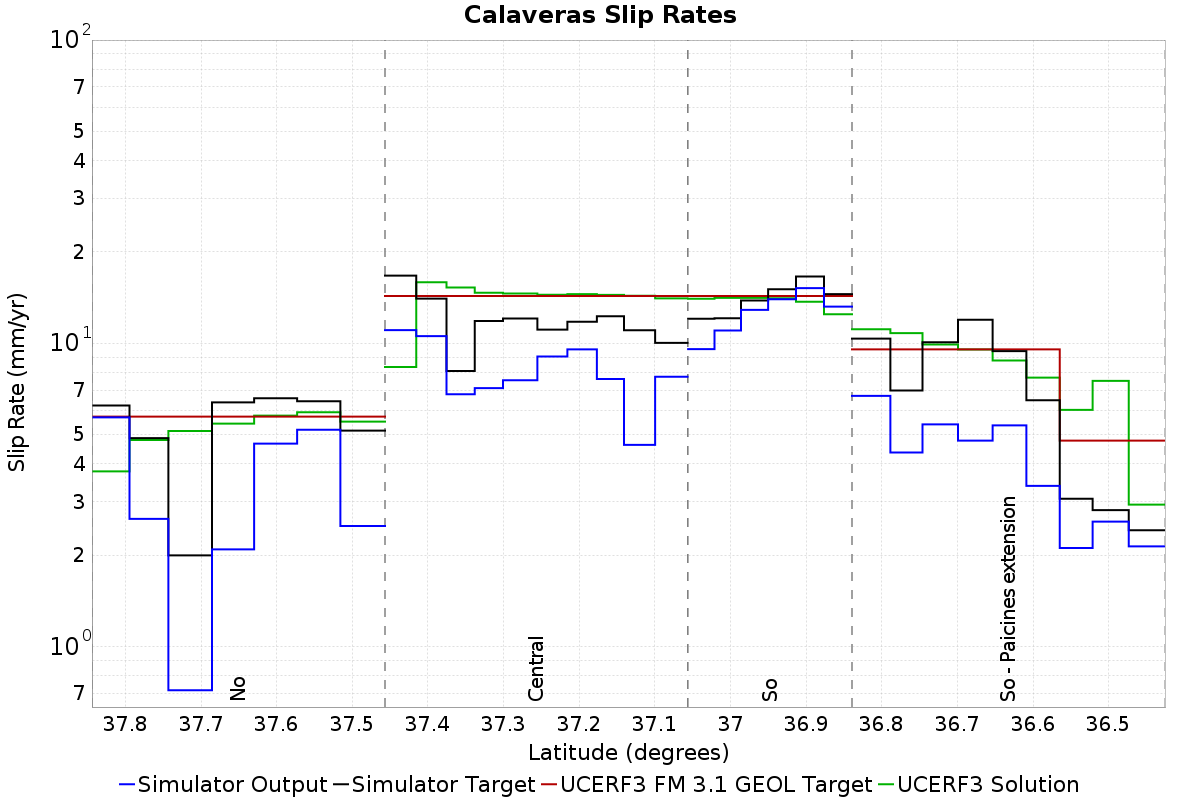 Calaveras Slip Rates
10^2
7
5
4
3
2
10^1
7
5
4
3
2
10^0
7
Slip Rate (mm/yr)
No
Central
So
So - Paicines extension
37.8 37.7 37.6 37.5 37.4 37.3 37.2 37.1 37 36.9 36.8 36.7 36.6 36.5
Latitude (degrees)
Simulator Output Simulator Target UCERF3 FM 3.1 GEOL Target UCERF3 Solution